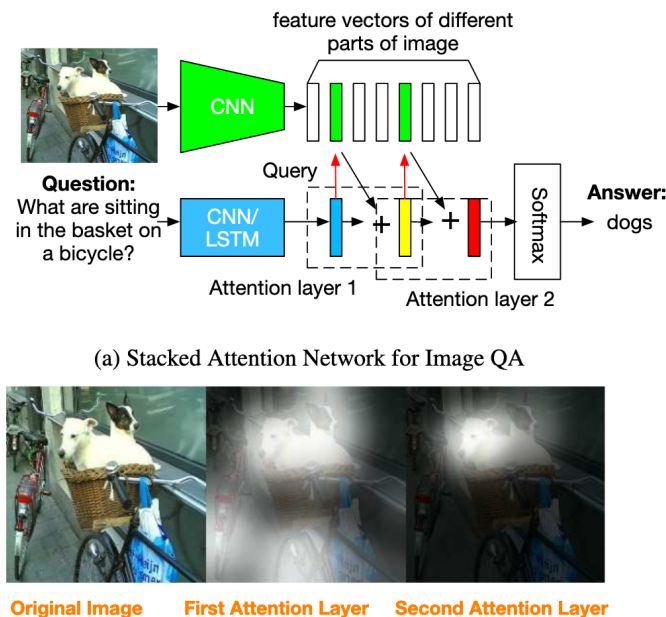 feature vectors of different
parts of image
CNN
Query
Question:
What are sitting
in the basket on
a bicycle?
CNN/
LSTM
+
+
Softmax
Answer:
dogs
Attention layer 1
Attention layer 2
(a) Stacked Attention Network for Image QA
Original Image
First Attention Layer
Second Attention Layer